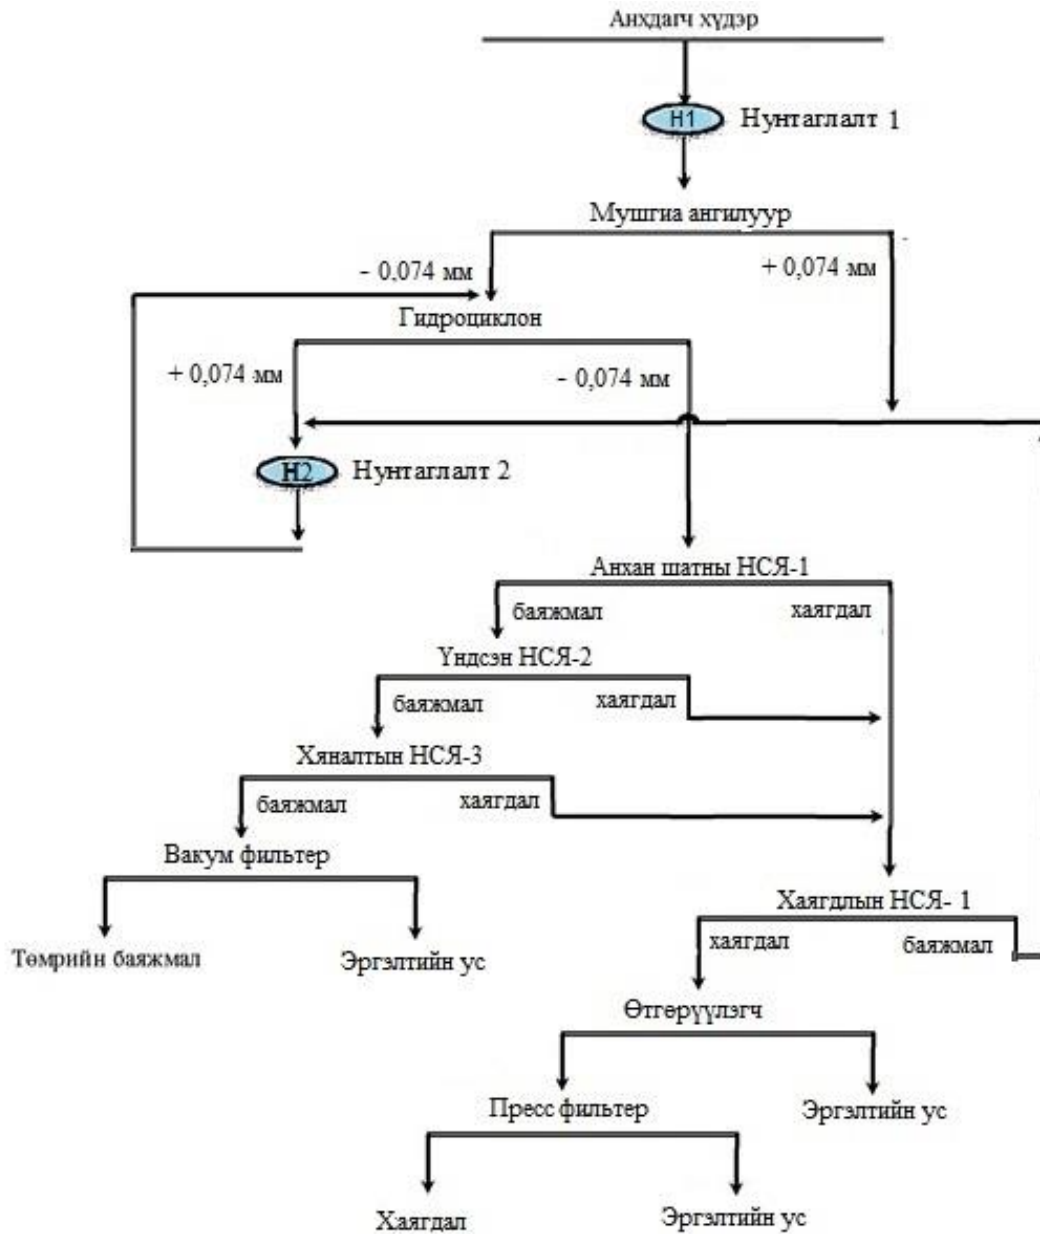 Анхдагч хүдэр
Н1 Нунтаглалт 1
Мушгиа ангилуур
- 0,074 мм + 0,074 мм
Гидроциклон
+ 0,074 мм - 0,074 мм
Н2 Нунтаглалт 2
Анхан шатны НСЯ-1
баяжмал хаягдал
Үндсэн НСЯ-2
баяжмал хаягдал
Хяналтын НСЯ-3
баяжмал хаягдал
Вакум фильтер
Хаягдлын НСЯ- 1
хаягдал баяжмал
Төмрийн баяжмал Эргэлтийн ус
Өтгөрүүлэгч
Пресс фильтер Эргэлтийн ус
Хаягдал Эргэлтийн ус